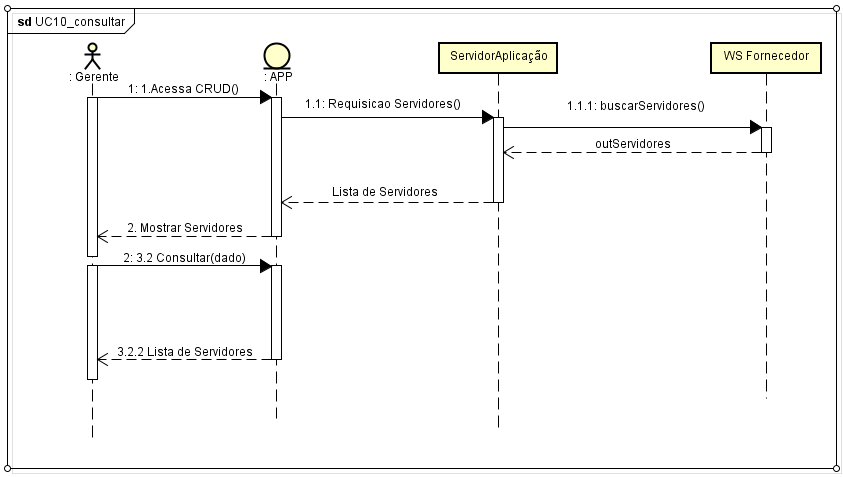 sd UC10_consultar
: Gerente
: APP
ServidorAplicação
WS Fornecedor
1: 1.Acessa CRUD()
1.1: Requisicao Servidores()
1.1.1: buscarServidores()
outServidores
Lista de Servidores
2. Mostrar Servidores
2: 3.2 Consultar(dado)
3.2.2 Lista de Servidores